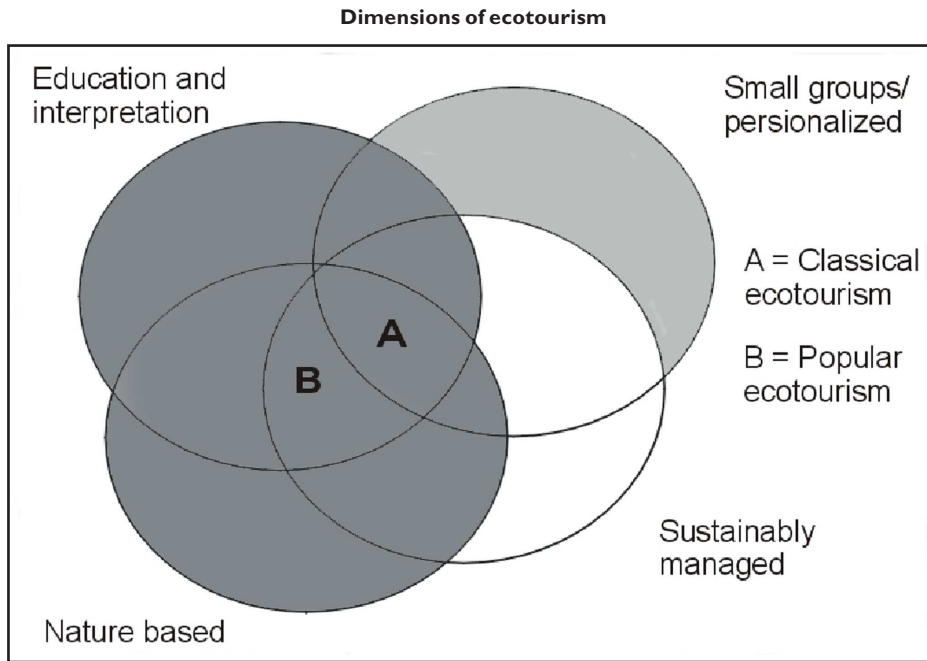 Dimensions of ecotourism
Education and
interpretation
Small groups/
persionalized
A = Classical
ecotourism
B = Popular
ecotourism
A
B
Sustainably
managed
Nature based